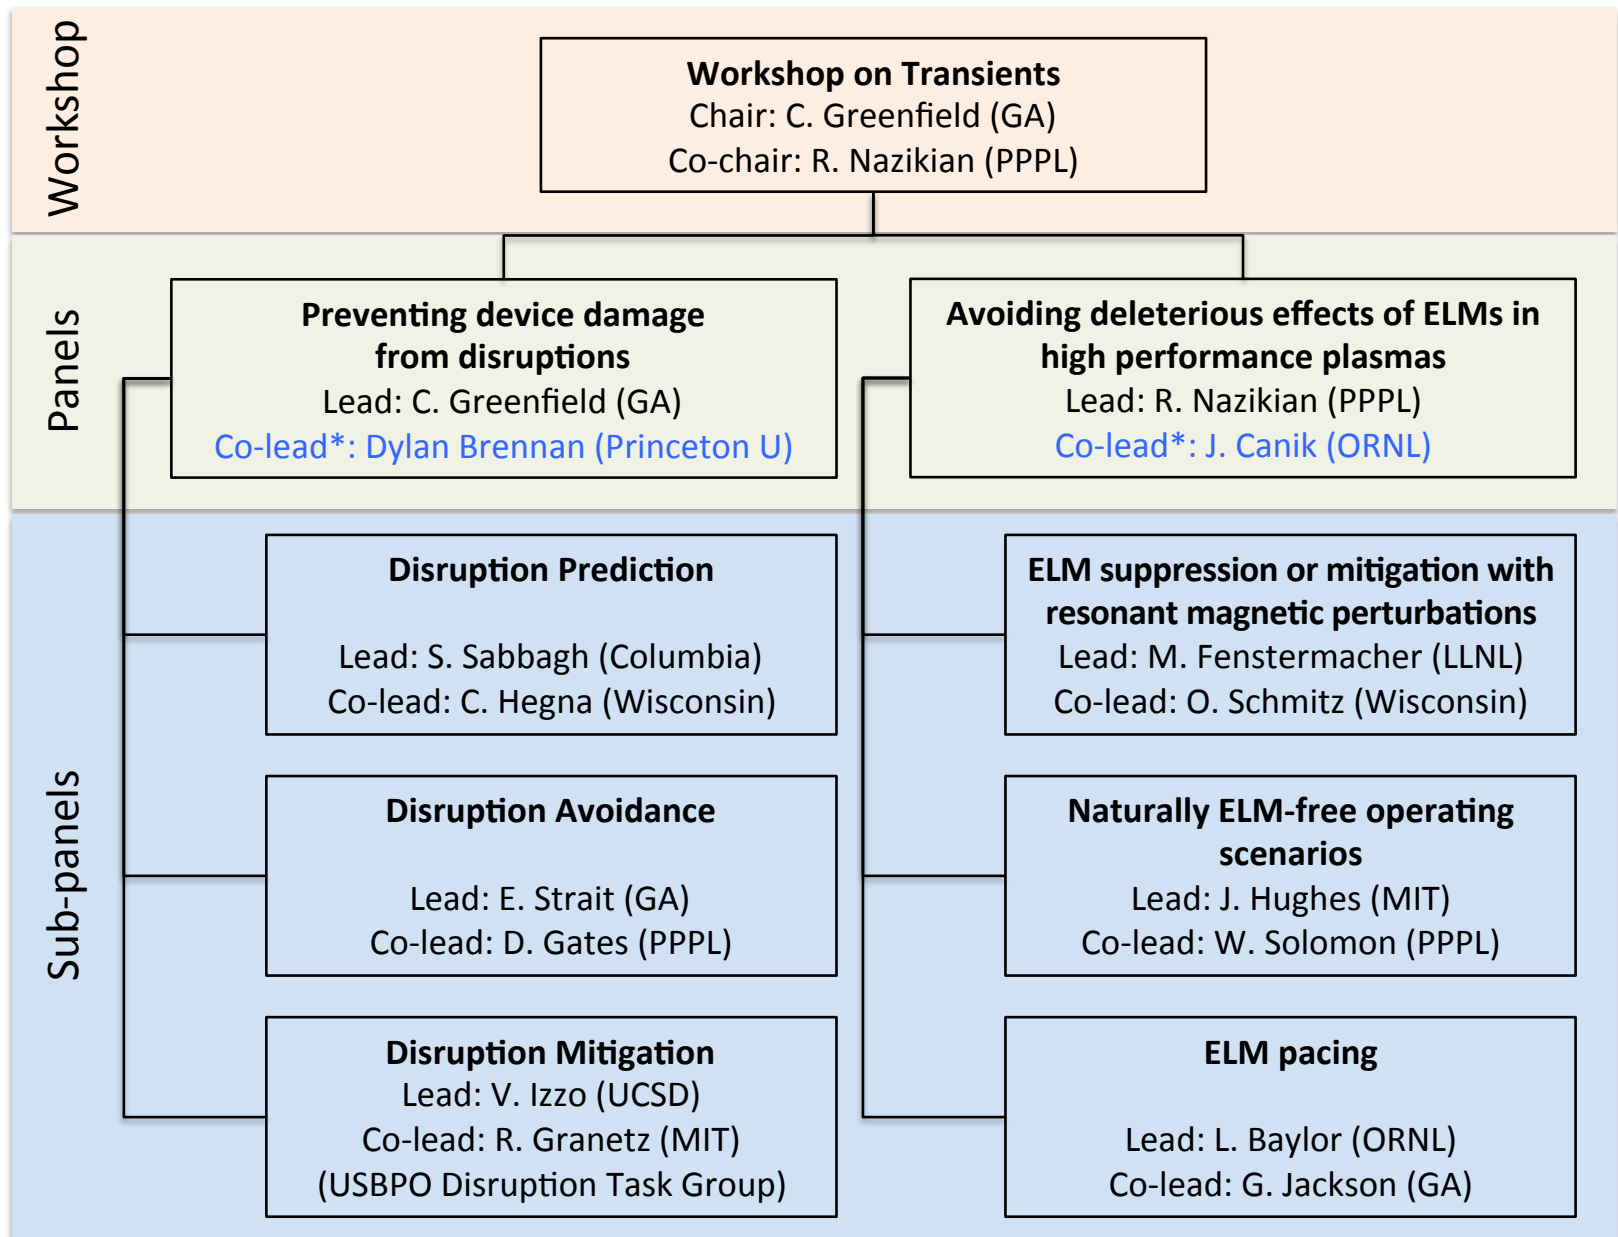 Workshop
Workshop on Transients
Chair: C. Greenfield (GA)
Co-chair: R. Nazikian (PPPL)
Panels
Preventing device damage
from disruptions
Lead: C. Greenfield (GA)
Co-lead*: Dylan Brennan (Princeton U)
Avoiding deleterious effects of ELMs in
high performance plasmas
Lead: R. Nazikian (PPPL)
Co-lead*: J. Canik (ORNL)
Sub-panels
Disruption Prediction
Lead: S. Sabbagh (Columbia)
Co-lead: C. Hegna (Wisconsin)
ELM suppression or mitigation with
resonant magnetic perturbations
Lead: M. Fenstermacher (LLNL)
Co-lead: O. Schmitz (Wisconsin)
Disruption Avoidance
Lead: E. Strait (GA)
Co-lead: D. Gates (PPPL)
Naturally ELM-free operating
scenarios
Lead: J. Hughes (MIT)
Co-lead: W. Solomon (PPPL)
Disruption Mitigation
Lead: V. Izzo (UCSD)
Co-lead: R. Granetz (MIT)
(USBPO Disruption Task Group)
ELM pacing
Lead: L. Baylor (ORNL)
Co-lead: G. Jackson (GA)